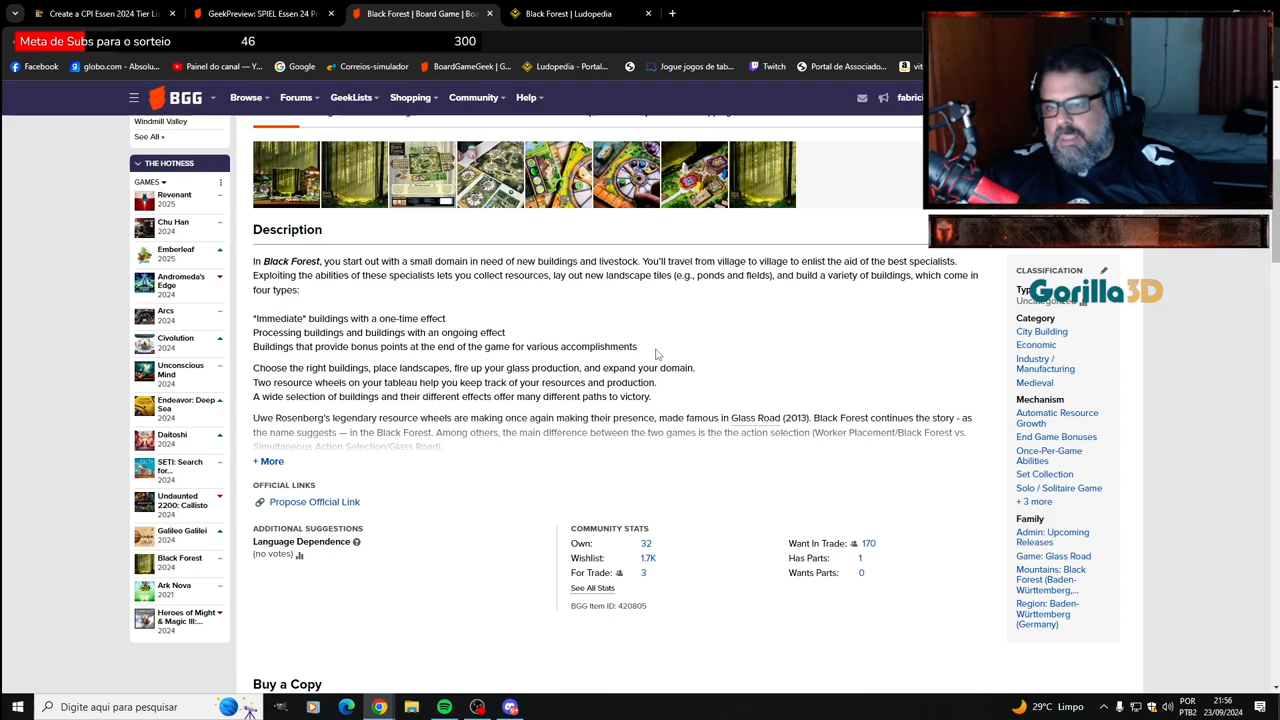 Essen 2024 Tier Lis
GeekPreview SPIEL Essen 24 P
Black Forest | Board Game | Boa
Black Forest | Ludopedia
Meta de Subs para o sorteio 46 300
Facebook
globo.com - Absolu...
Painel do canal — Y...
Google
Correios-simulador
BoardGameGeek | G...
Ludopedia - Portal...
Jogue jogos de tab...
Twitch
Portal de Associado...
BGG
Browse
Forums
GeekLists
Shopping
Community
Help
fabric
Windmill Valley
See All »
THE HOTNESS
GAMES
Revenant
2025
Chu Han
2024
Emberleaf
2025
Andromeda's
Edge
2024
Arcs
2024
Civolution
2024
Unconscious
Mind
2024
Endeavor: Deep
Sea
2024
Daitoshi
2024
SETI: Search
for...
2024
Undaunted
2200: Callisto
2024
Galileo Galilei
2024
Black Forest
2024
Ark Nova
2021
Heroes of Might
& Magic III:...
2024
Description
In Black Forest, you start out with a small domain in need of new buildings and livestock. You'll travel from village to village to enlist the aid of the best specialists.
Exploiting the abilities of these specialists lets you collect resources, lay out new landscape tiles (e.g., ponds and fields), and build a variety of buildings, which come in
four types:
"Immediate" building with a one-time effect
Processing buildings and buildings with an ongoing effect
Buildings that provide bonus points at the end of the game for various accomplishments
Choose the right buildings, place landscapes, fire up your glass production, and expand your domain.
Two resource wheels on your tableau help you keep track of your resources and production.
A wide selection of buildings and their different effects offer many different paths to victory.
Uwe Rosenberg's legendary resource wheels are making once again making their presence, made famous in Glass Road (2013). Black Forest continues the story - as
the name suggests — in the Black Forest. Among others, the main difference between the two games is the the action selection (Worker Placement/Black Forest vs.
Simultaneous Action Selection/Glass Road).
+ More
OFFICIAL LINKS
Propose Official Link
ADDITIONAL SUGGESTIONS
Language Dependence
(no votes)
COMMUNITY STATS
Own: 32
Wishlist: 1.7K
For Trade: 3
See All Stats
BGG Item ID: 420805
Want In Trade: 170
Has Parts: 1
Wants Parts: 0
Buy a Copy
CLASSIFICATION
Typ
Uncategorized
Gorilla3D
Category
City Building
Economic
Industry /
Manufacturing
Medieval
Mechanism
Automatic Resource
Growth
End Game Bonuses
Once-Per-Game
Abilities
Set Collection
Solo / Solitaire Game
+ 3 more
Family
Admin: Upcoming
Releases
Game: Glass Road
Mountains: Black
Forest (Baden-
Württemberg,...
Region: Baden-
Württemberg
(Germany)
Digite aqui para pesquisar
29°C Limpo
POR
PTB2
21:56
23/09/2024